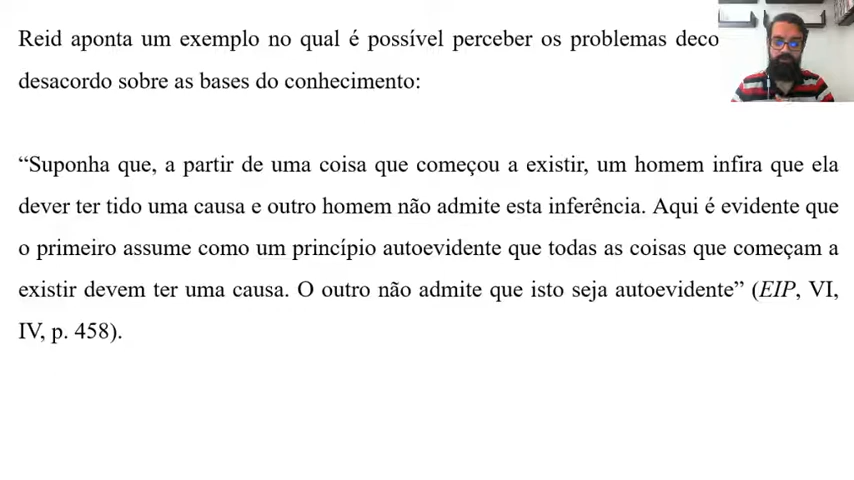 Reid aponta um exemplo no qual é possível perceber os problemas
desacordo sobre as bases do conhecimento:
“Suponha que, a partir de uma coisa que começou a existir, um homem infira que ela
dever ter tido uma causa e outro homem não admite esta inferência. Aqui é evidente que
o primeiro assume como um princípio autoevidente que todas as coisas que começam a
existir devem ter uma causa. O outro não admite que isto seja autoevidente” (EIP, VI,
IV, p. 458).